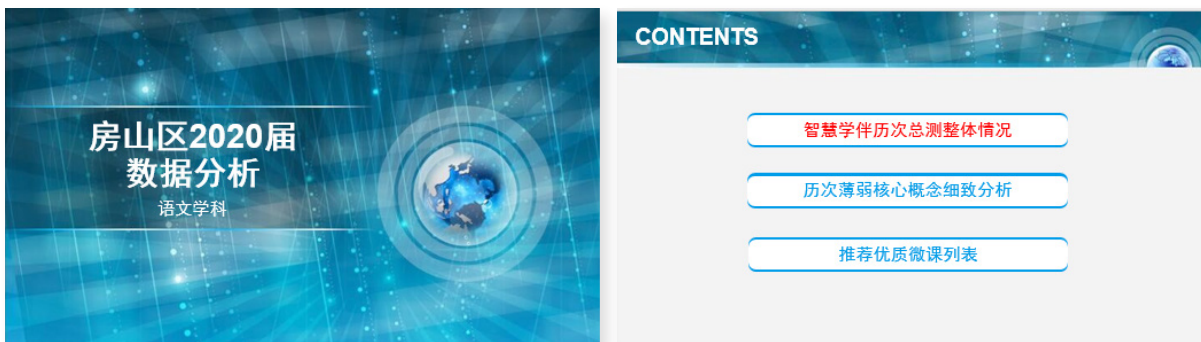 房山区2020届
数据分析
语文学科
CONTENTS
智慧学伴历次总测整体情况
历次薄弱核心概念细致分析
推荐优质微课列表